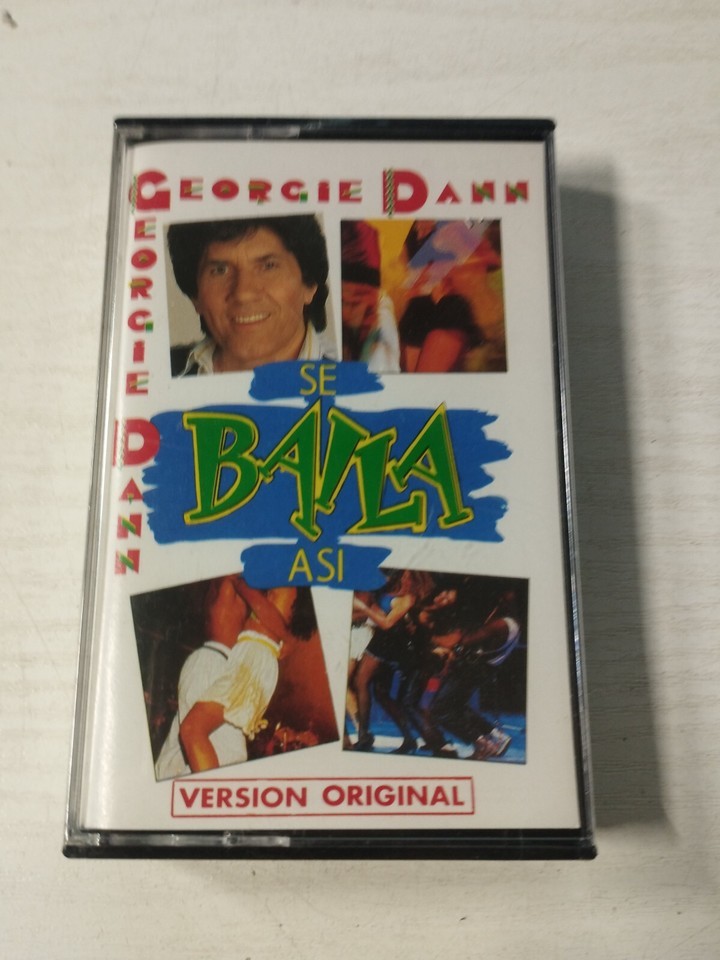 GEORGIE DANN
GEORGIE DANN
SE
BAILA
ASI
VERSION ORIGINAL